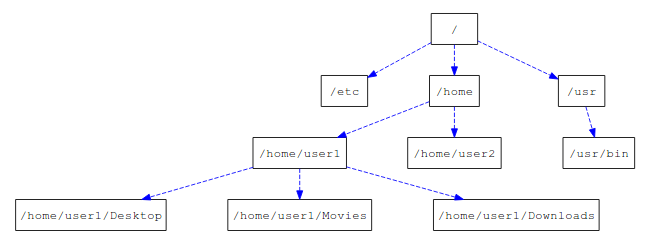 /
/etc
/home
/usr
/home/user1
/home/user2
/usr/bin
/home/user1/Desktop
/home/user1/Movies
/home/user1/Downloads